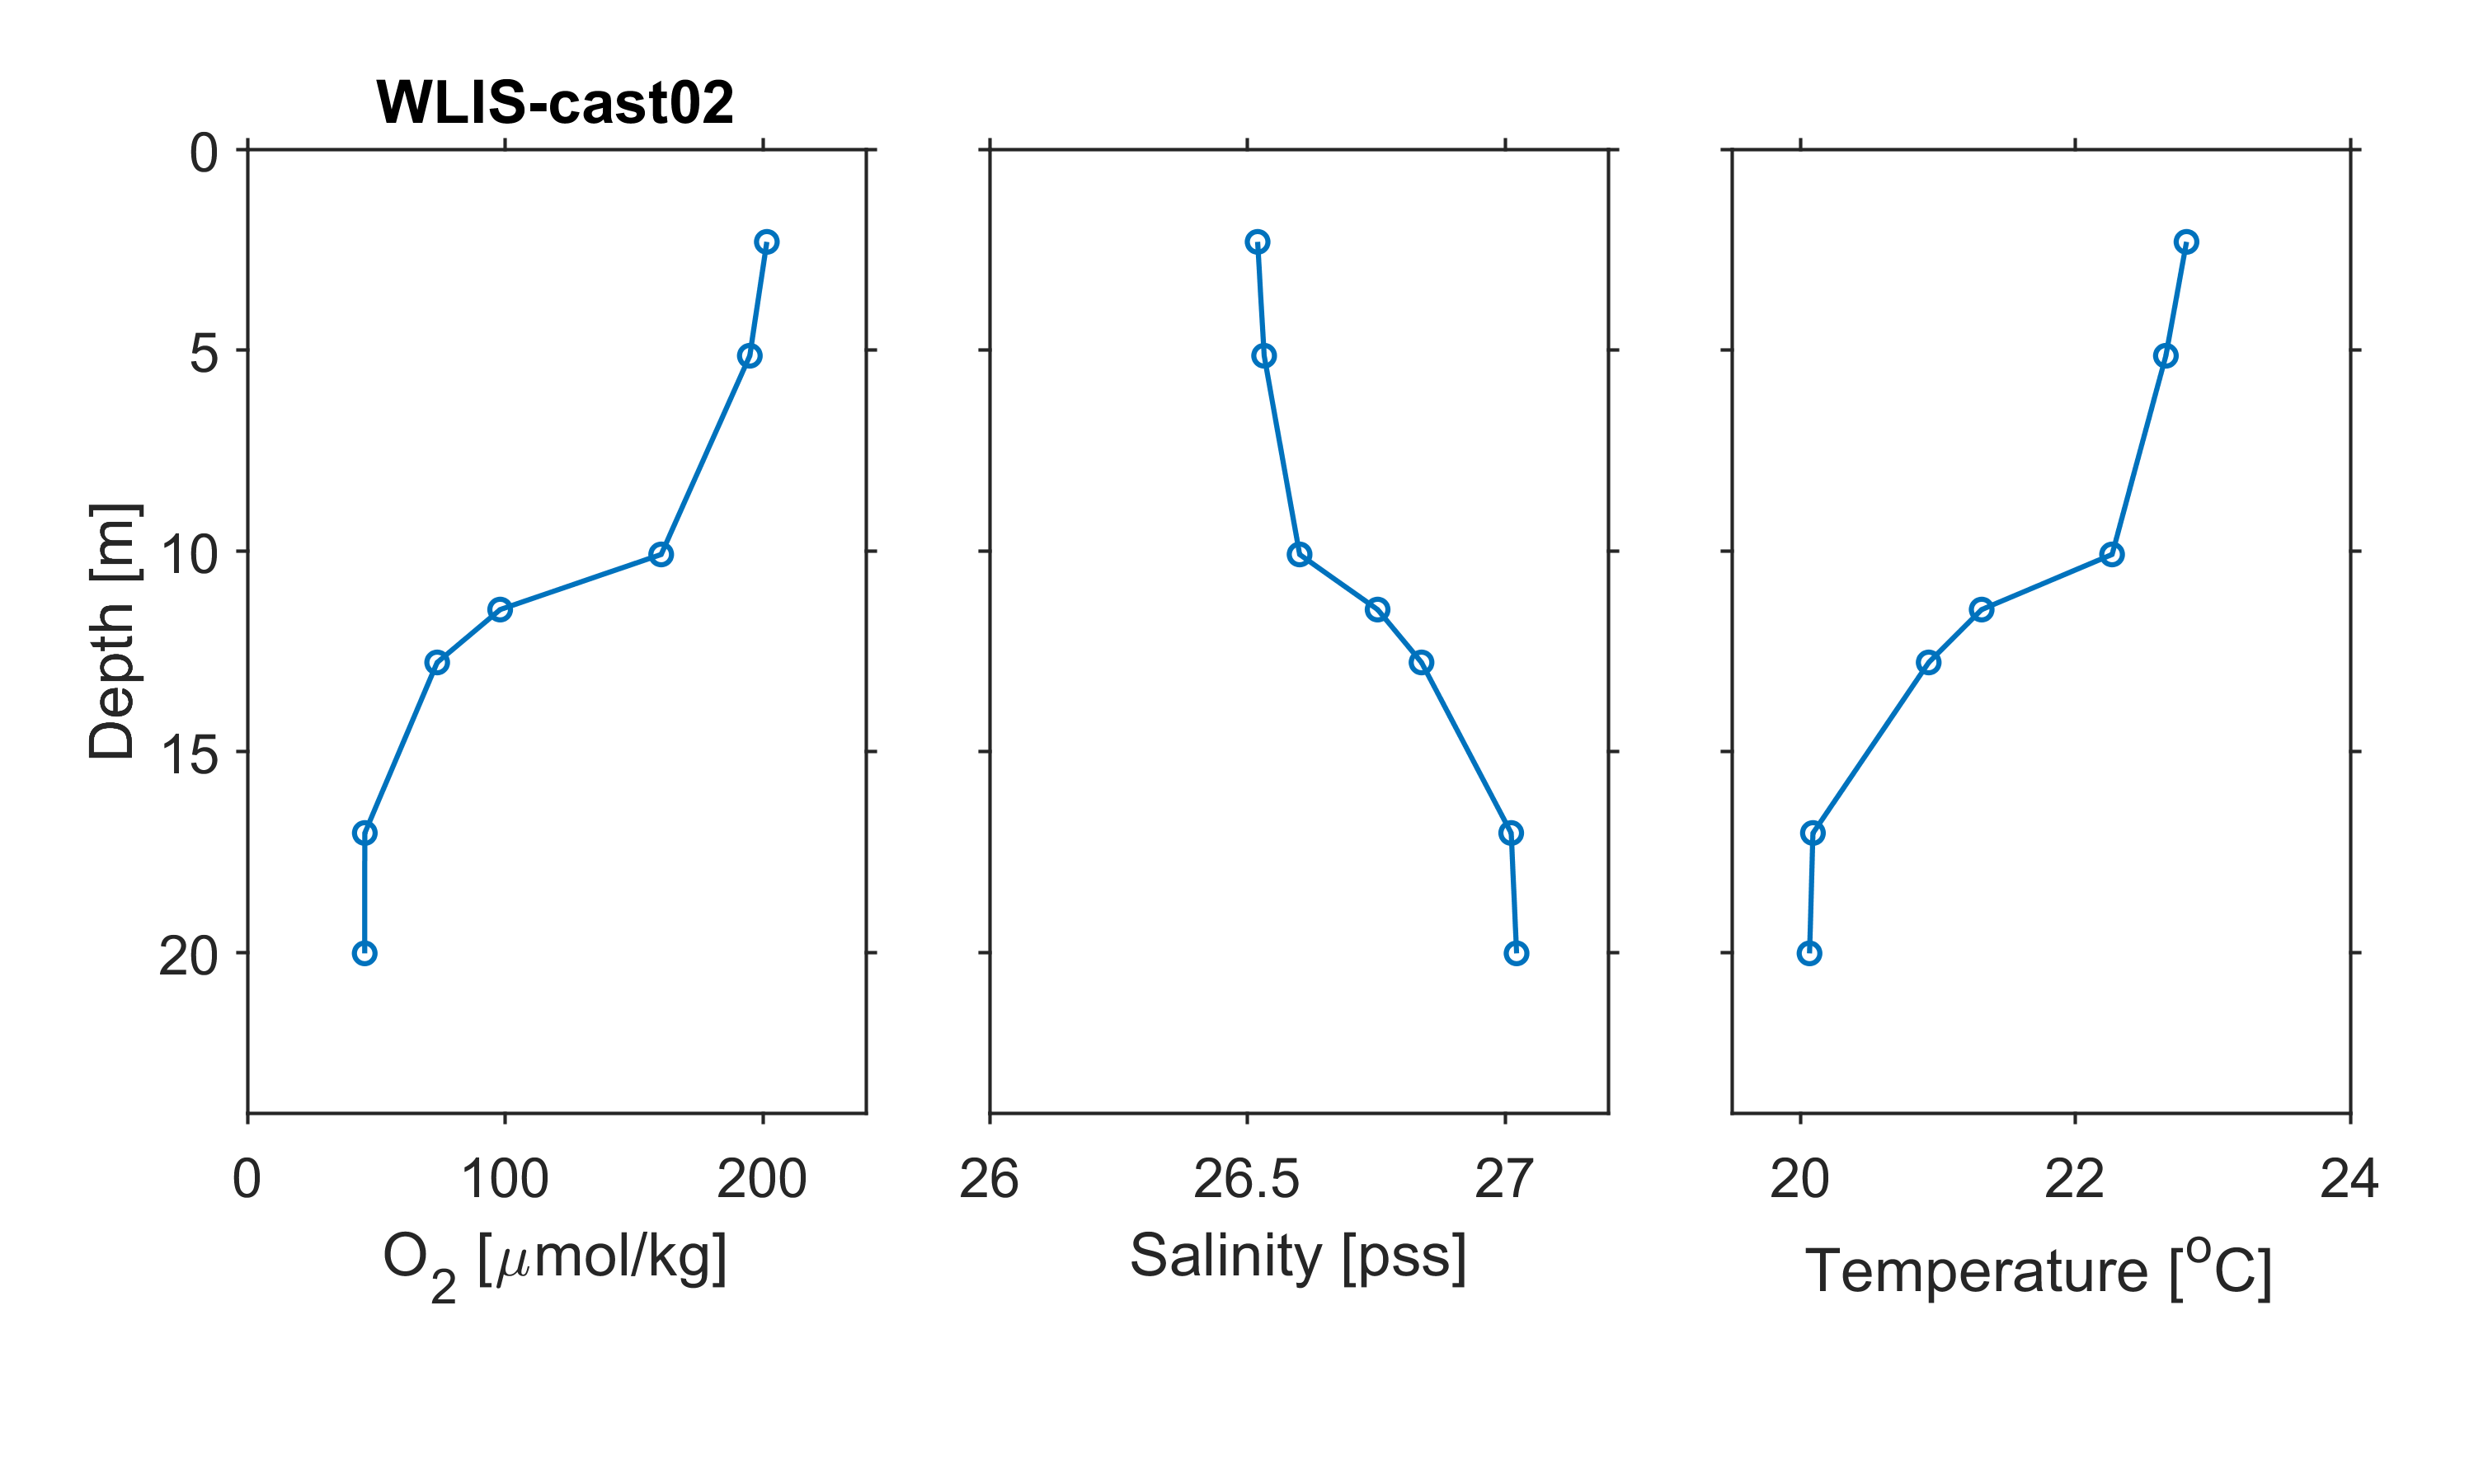 WLIS-cast02
0
5
10
15
20
Depth [m]
0 100 200
O2 [μmol/kg]
26 26.5 27
Salinity [pss]
20 22 24
Temperature [oC]